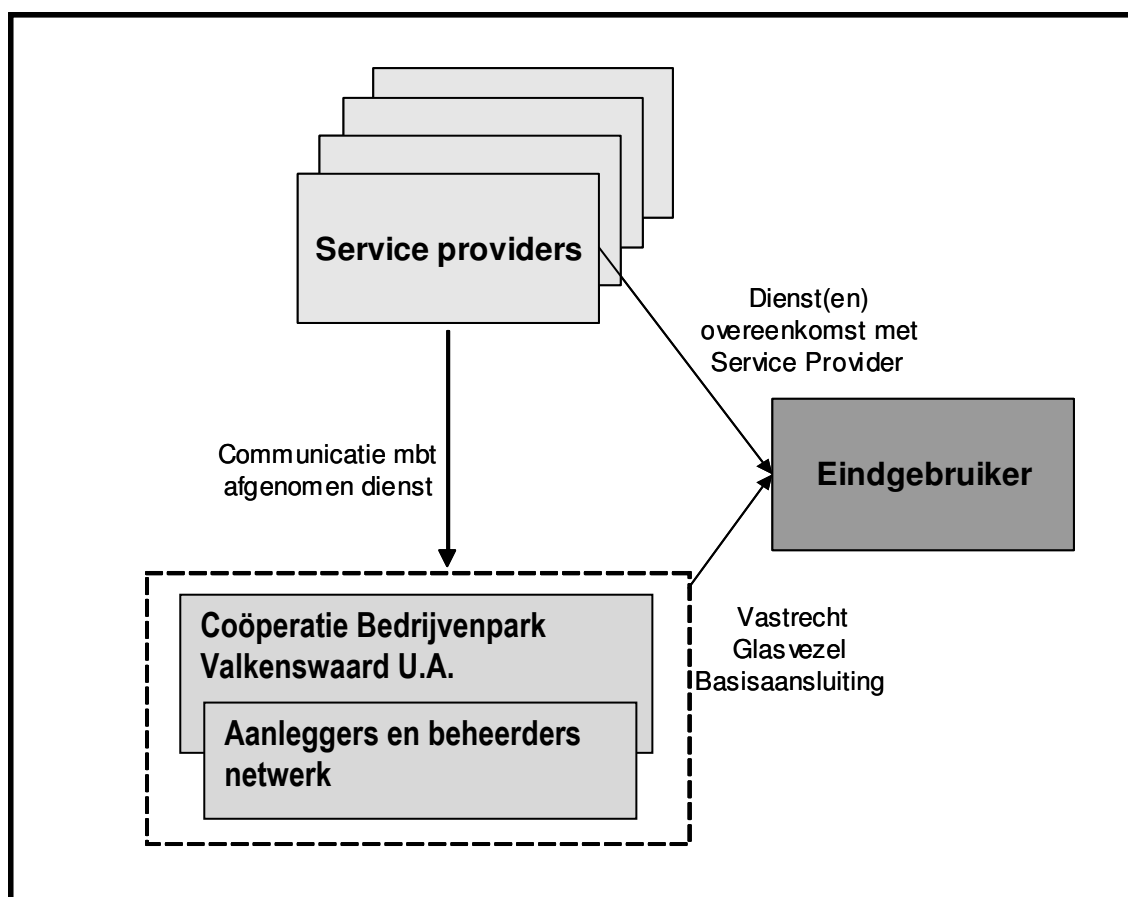 Service providers
Dienst(en)
overeenkomst met
Service Provider
Eindgebruiker
Communicatie mbt
afgenomen dienst
Coöperatie Bedrijvenpark
Valkenswaard U.A.
Aanleggers en beheerders
netwerk
Vastrecht
Glasvezel
Basisaansluiting